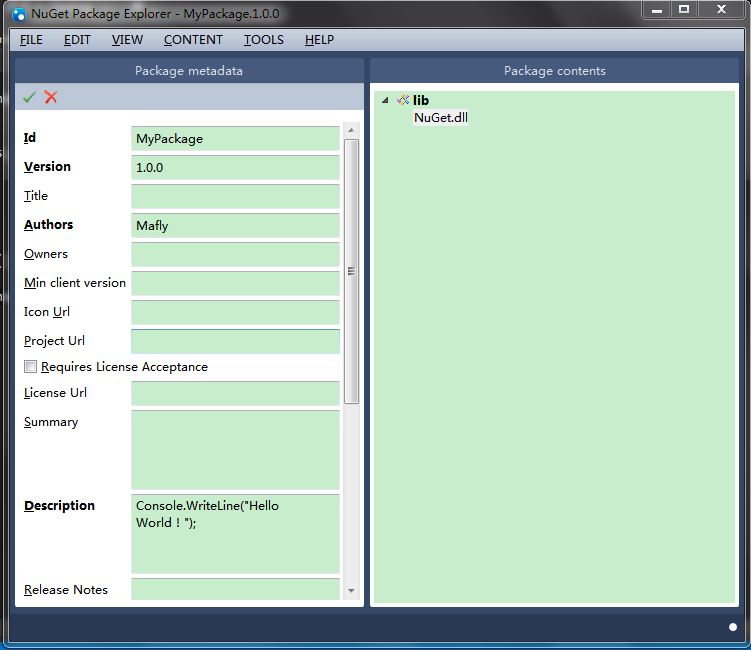 NuGet Package Explorer - MyPackage.1.0.0
FILE EDIT VIEW CONTENT TOOLS HELP
Package metadata
Id MyPackage
Version 1.0.0
Title
Authors Mafly
Owners
Min client version
Icon Url
Project Url
Requires License Acceptance
License Url
Summary
Description Console.WriteLine("Hello
World！");
Release Notes
Package contents
lib
NuGet.dll